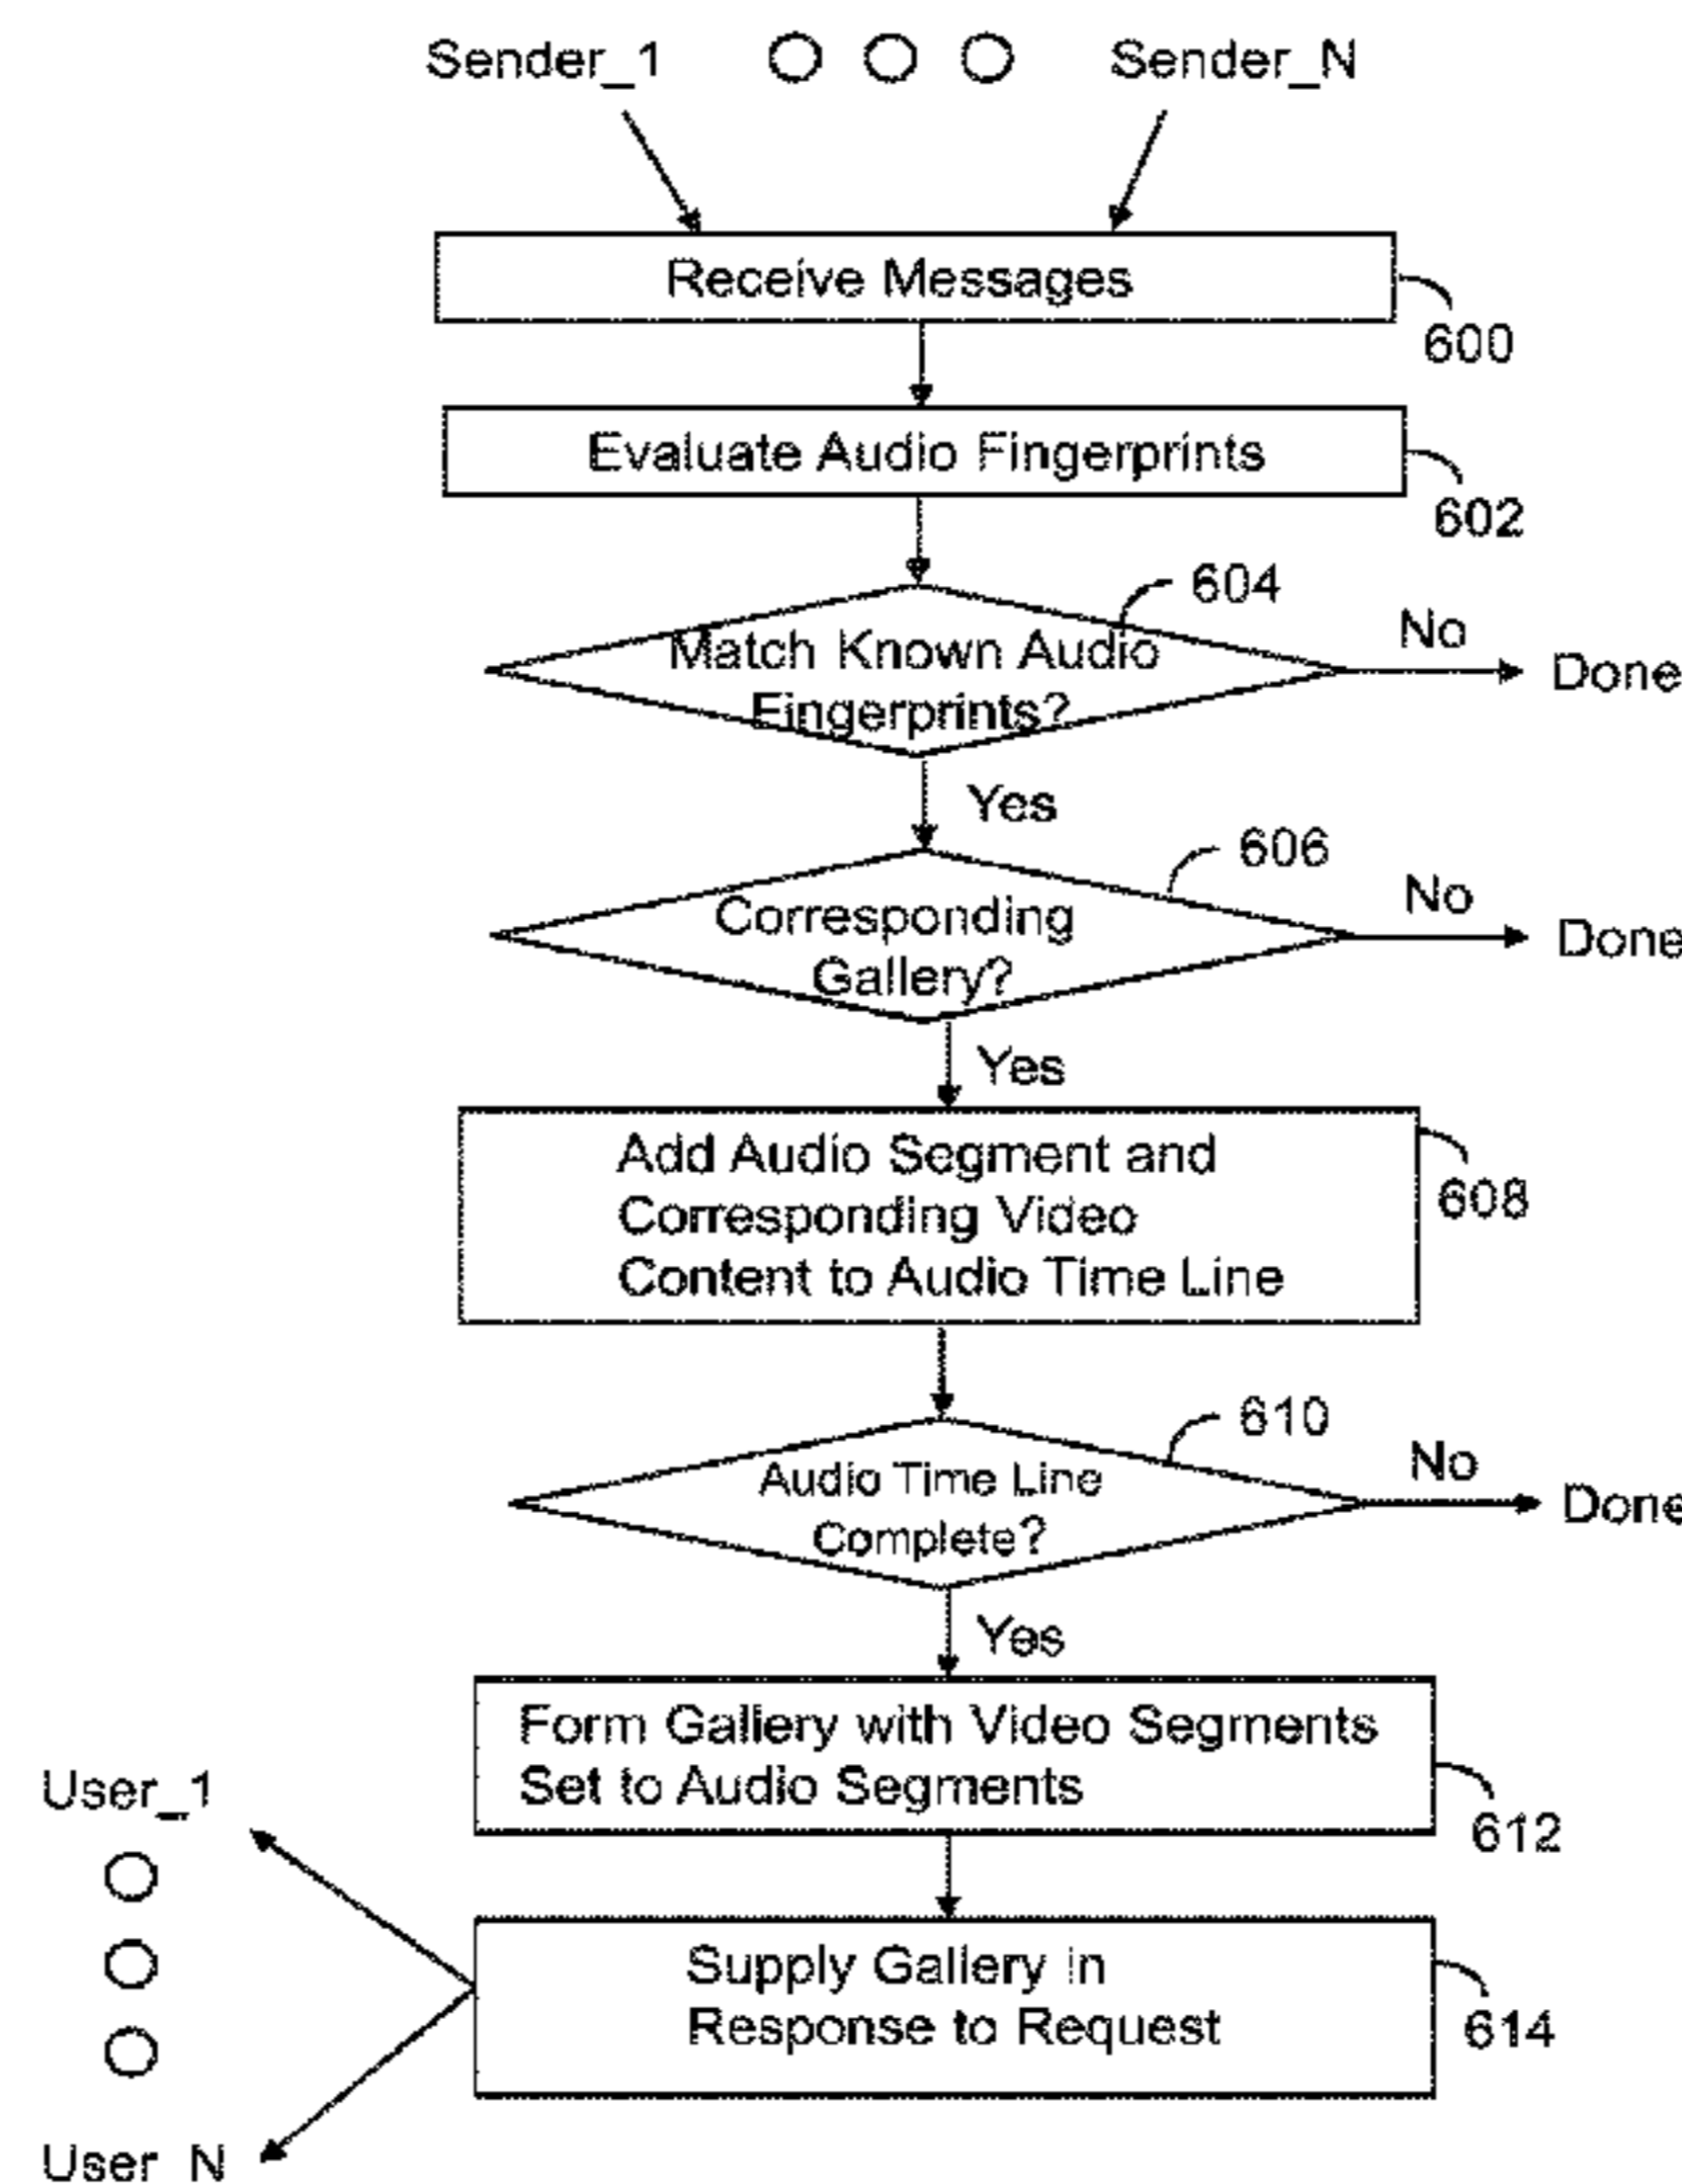 Sender_1
Sender_N
Receive Messages
600
Evaluate Audio Fingerprints
602
604
Match Known Audio
Fingerprints?
No
Done
Yes
606
Corresponding
Gallery?
No
Done
Yes
Add Audio Segment and
Corresponding Video
Content to Audio Time Line
608
610
Audio Time Line
Complete?
No
Done
Yes
Form Gallery with Video Segments
Set to Audio Segments
612
User_1
Supply Gallery in
Response to Request
614
User_N